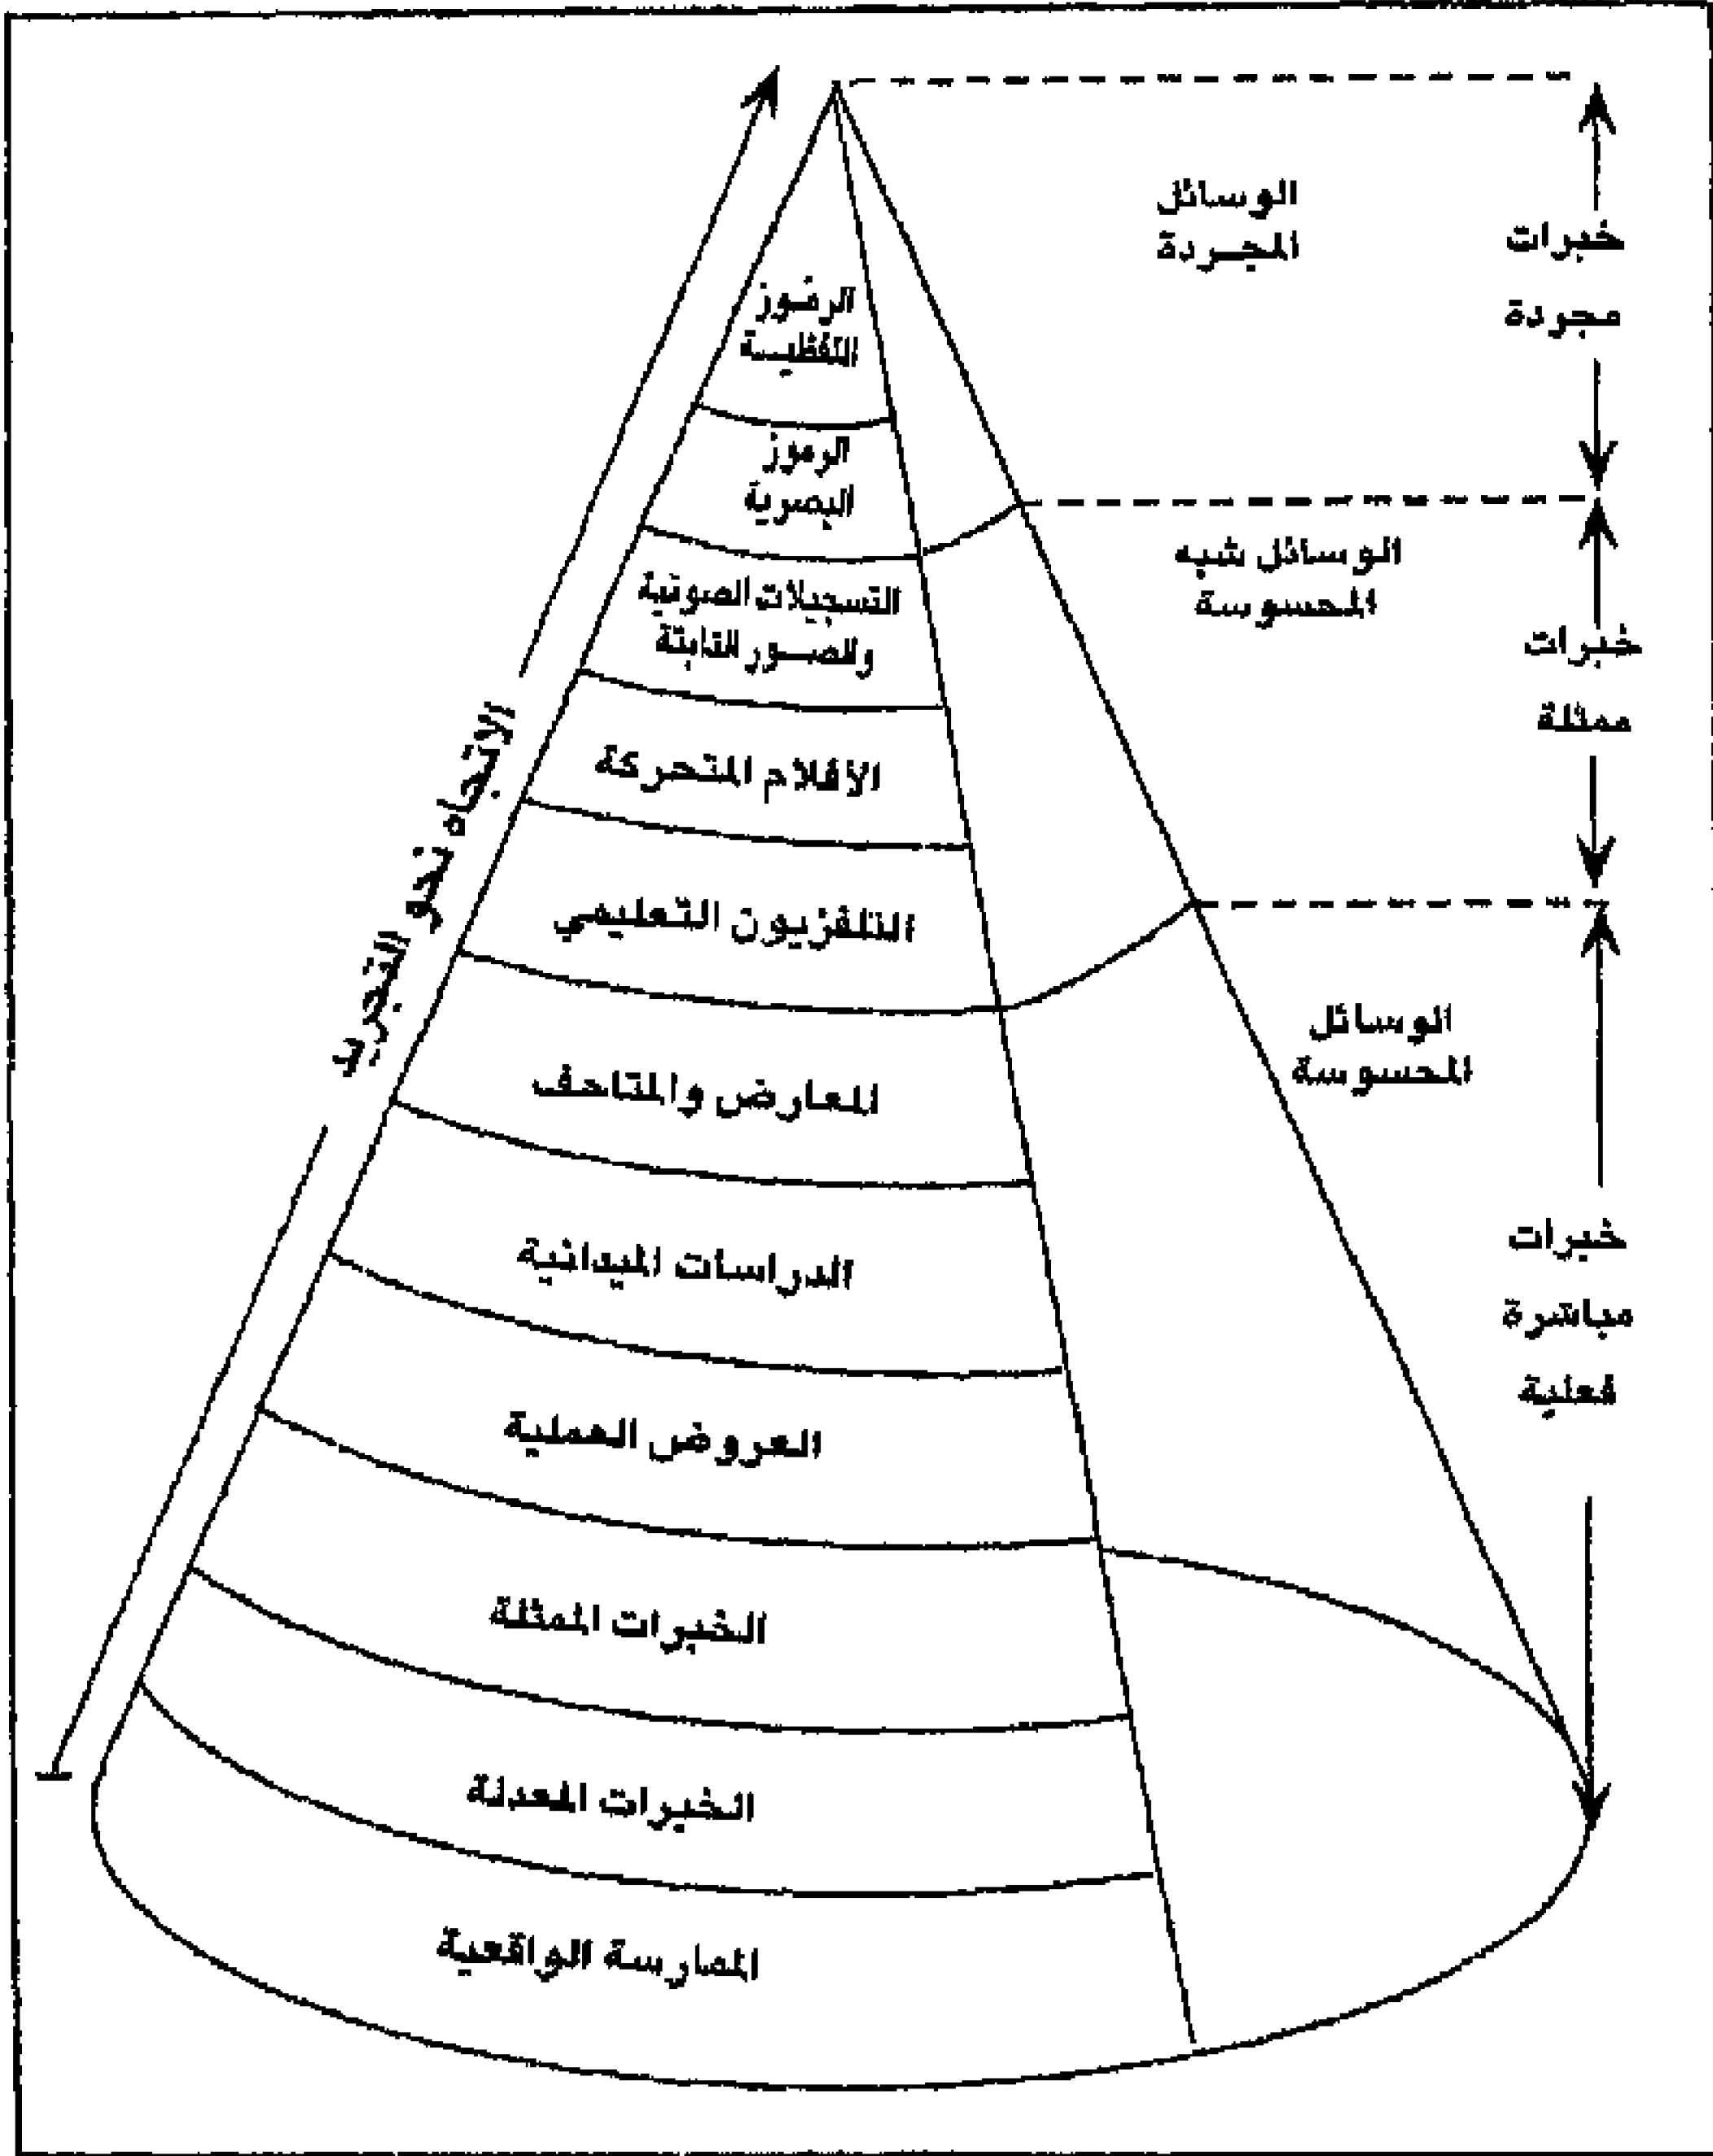 الوسائل
المجردة
خبرات
مجردة
الرموز
اللفظية
الرموز
البصرية
الوسائل شبه
المحسوسة
خبرات
ممثلة
التسجيلات الصوتية
والصور الثابتة
الأفلام المتحركة
الاتجاه نحو التجريد
التلفزيون التعليمي
الوسائل
المحسوسة
المعارض والمتاحف
خبرات
مباشرة
فعلية
الدراسات الميدانية
العروض العملية
الخبرات الممثلة
الخبرات المعدلة
الممارسة الواقعية